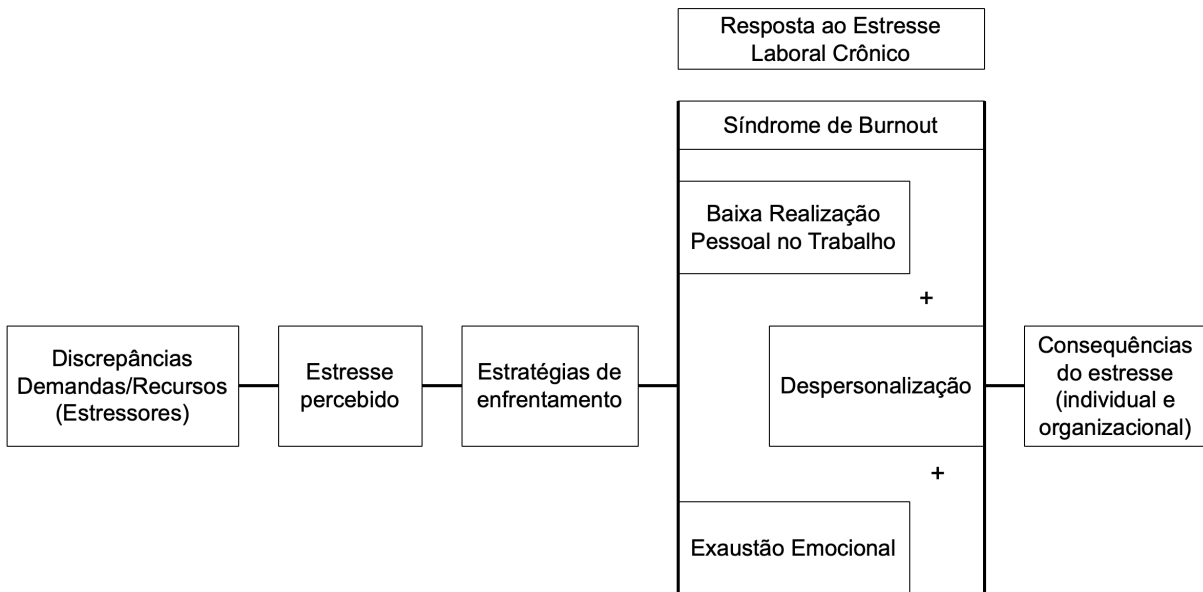 Resposta ao Estresse
Laboral Crônico
Síndrome de Burnout
Baixa Realização
Pessoal no Trabalho
+
Discrepâncias
Demandas/Recursos
(Estressores)
Estresse
percebido
Estratégias de
enfrentamento
Despersonalização
Consequências
do estresse
(individual e
organizacional)
+
Exaustão Emocional